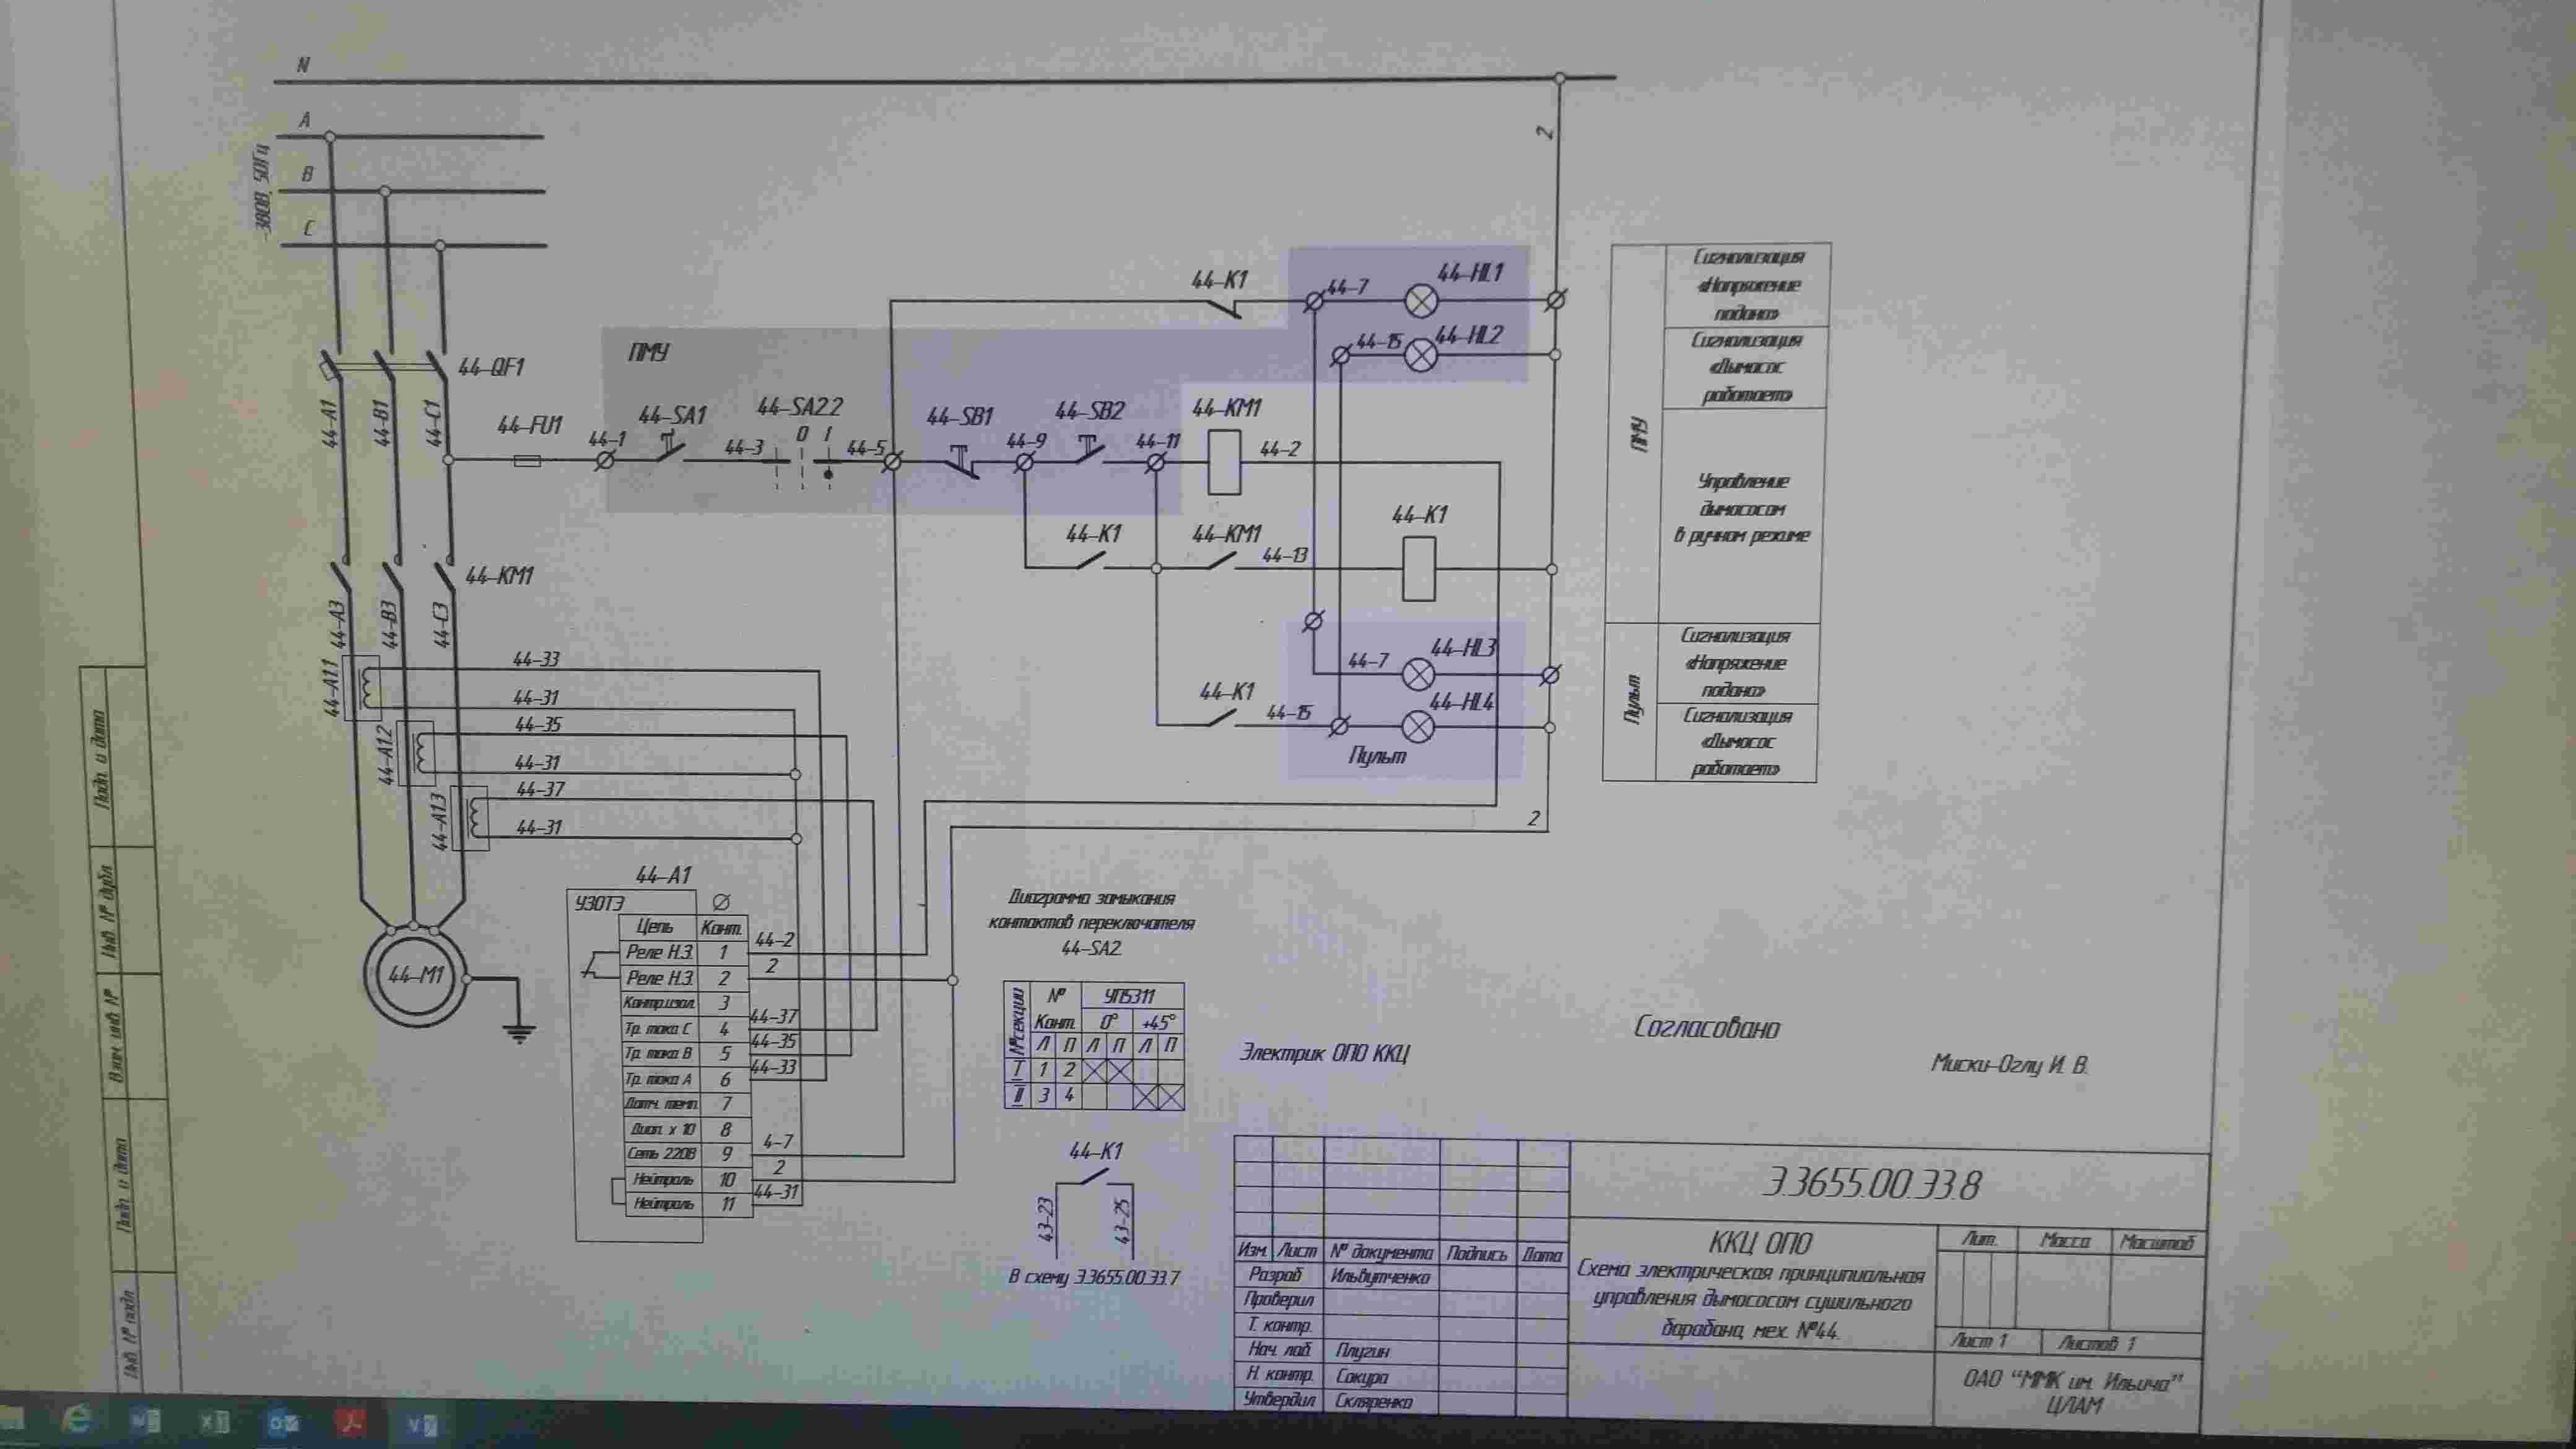 N
A
B
C
~380В, 50Гц
2
44-QF1
44-A1
44-B1
44-C1
44-FU1
44-1
ПМУ
44-SA1
44-3
44-SA2.2
0 1
44-5
44-SB1
44-9
44-SB2
44-11
44-KM1
44-2
44-K1
44-7
44-HL1
44-15
44-HL2
44-K1
44-KM1
44-13
44-K1
44-7
44-HL3
44-K1
44-15
44-HL4
Пульт
2
44-KM1
44-A3
44-B3
44-C3
44-A1.1
44-A1.2
44-A1.3
44-33
44-31
44-35
44-31
44-37
44-31
44-M1
ПМУ
Сигнализация
«Напряжение
подано»
Сигнализация
«Дымосос
работает»
Управление
дымососом
в ручном режиме
Пульт
Сигнализация
«Напряжение
подано»
Сигнализация
«Дымосос
работает»
44-A1
УЗОТЭ
Цепь Конт.
Реле Н.З. 1 44-2
Реле Н.З. 2 2
Контр.изол. 3
Тр. тока С 4 44-37
Тр. тока В 5 44-35
Тр. тока А 6 44-33
Датч. темп. 7
Диап. х 10 8
Сеть 220В 9 4-7
Нейтраль 10 2
Нейтраль 11 44-31
Диаграмма замыкания
контактов переключателя
44-SA2
№ секции
№ УП5311
Конт. 0° +45°
Л П Л П Л П
I 1 2
II 3 4
44-K1
43-23
43-25
В схему Э.3655.00.33.7
Электрик ОПО ККЦ
Согласовано
Миски-Оглу И. В.
Э.3655.00.33.8
Изм. Лист № документа Подпись Дата
Разраб Ильвутченко
Проверил
Т. контр.
Нач. лаб. Плугин
Н. контр. Сокура
Утвердил Скляренко
ККЦ ОПО
Схема электрическая принципиальная
управления дымососом сушильного
барабана, мех. №44.
Лит. Масса Масштаб
Лист 1 Листов 1
ОАО "ММК им. Ильича"
ЦЛАМ
Подп. и дата
Инв. № дубл
Взам. инв №
Подп. и дата
Инв. № подл